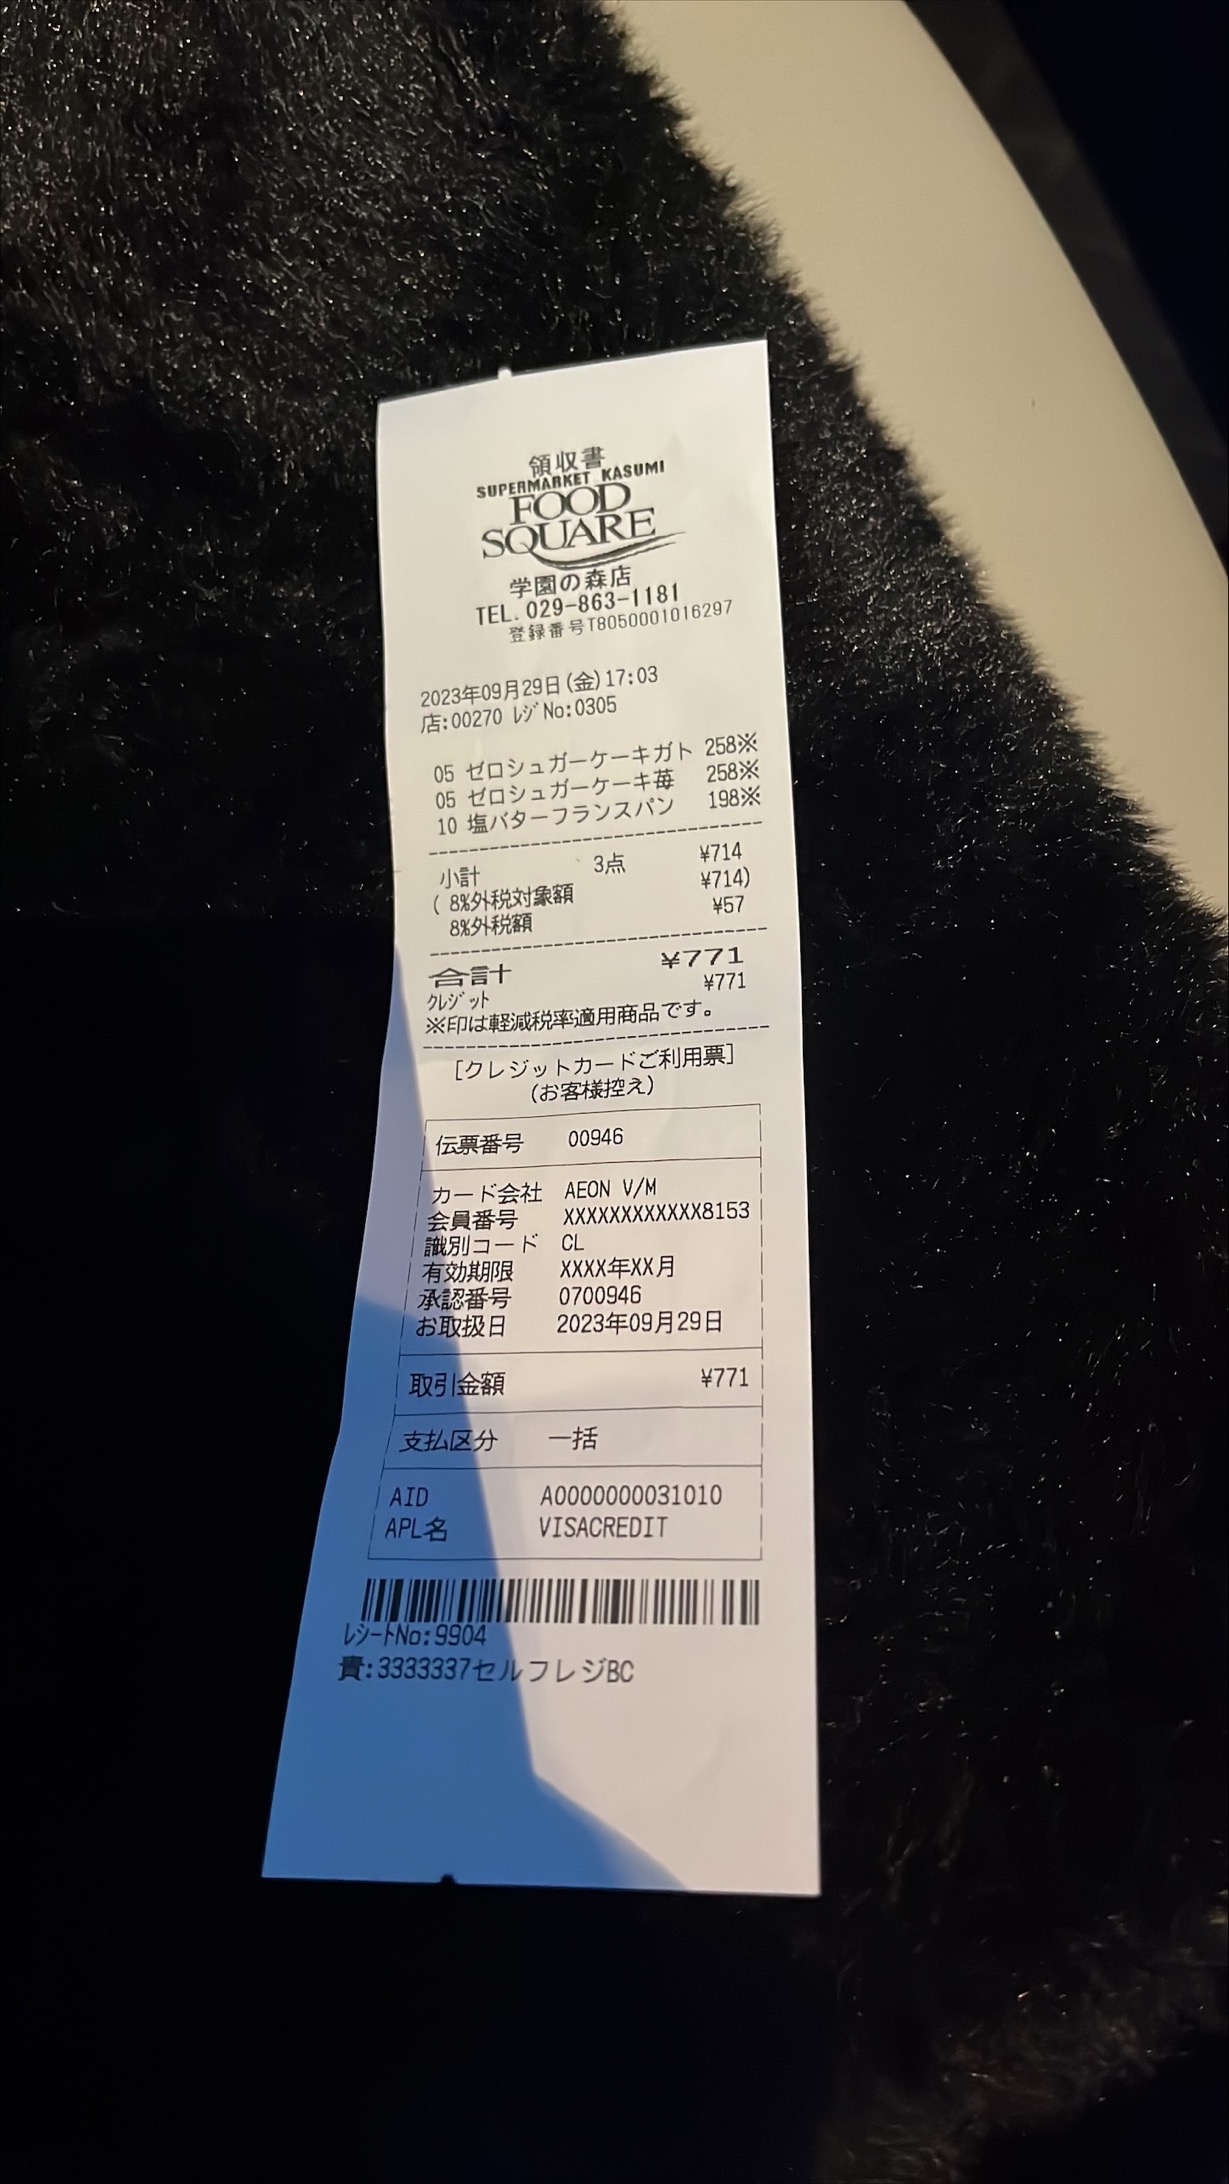 領収書
SUPERMARKET KASUMI
FOOD
SQUARE
学園の森店
TEL. 029-863-1181
登録番号T8050001016297
2023年09月29日(金)17:03
店:00270 ﾚｼﾞNo:0305
05 ゼロシュガーケーキガト 258※
05 ゼロシュガーケーキ苺 258※
10 塩バターフランスパン 198※
小計 3点 ¥714
( 8%外税対象額 ¥714)
8%外税額 ¥57
合計 ¥771
ｸﾚｼﾞｯﾄ ¥771
※印は軽減税率適用商品です。
[クレジットカードご利用票]
(お客様控え)
伝票番号 00946
カード会社 AEON V/M
会員番号 XXXXXXXXXXXX8153
識別コード CL
有効期限 XXXX年XX月
承認番号 0700946
お取扱日 2023年09月29日
取引金額 ¥771
支払区分 一括
AID A0000000031010
APL名 VISACREDIT
ﾚｼｰﾄNo:9904
責:3333337セルフレジBC